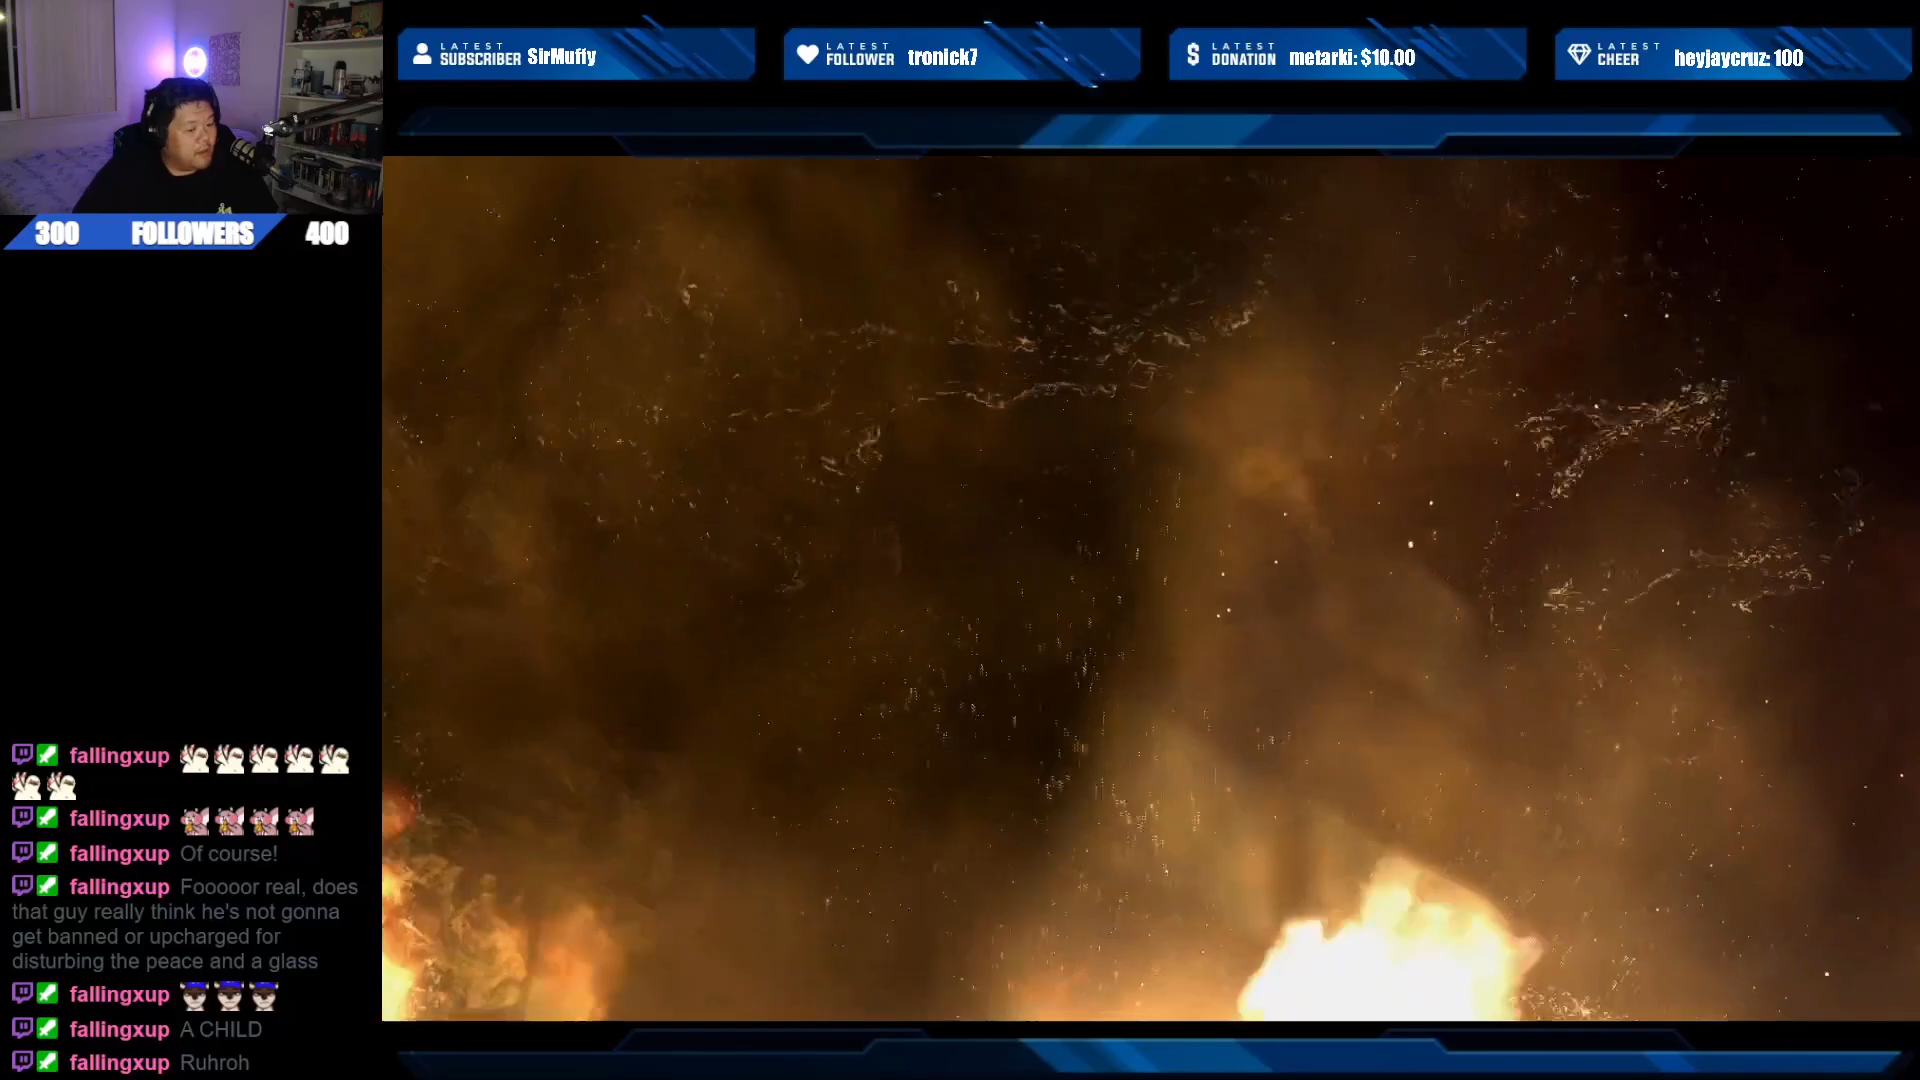 LATEST
SUBSCRIBER SirMuffy
LATEST
FOLLOWER tronick7
LATEST
DONATION metarki: $10.00
LATEST
CHEER heyjaycruz: 100
300 FOLLOWERS 400
fallingxup
fallingxup
fallingxup Of course!
fallingxup Fooooor real, does
that guy really think he's not gonna
get banned or upcharged for
disturbing the peace and a glass
fallingxup
fallingxup A CHILD
fallingxup Ruhroh